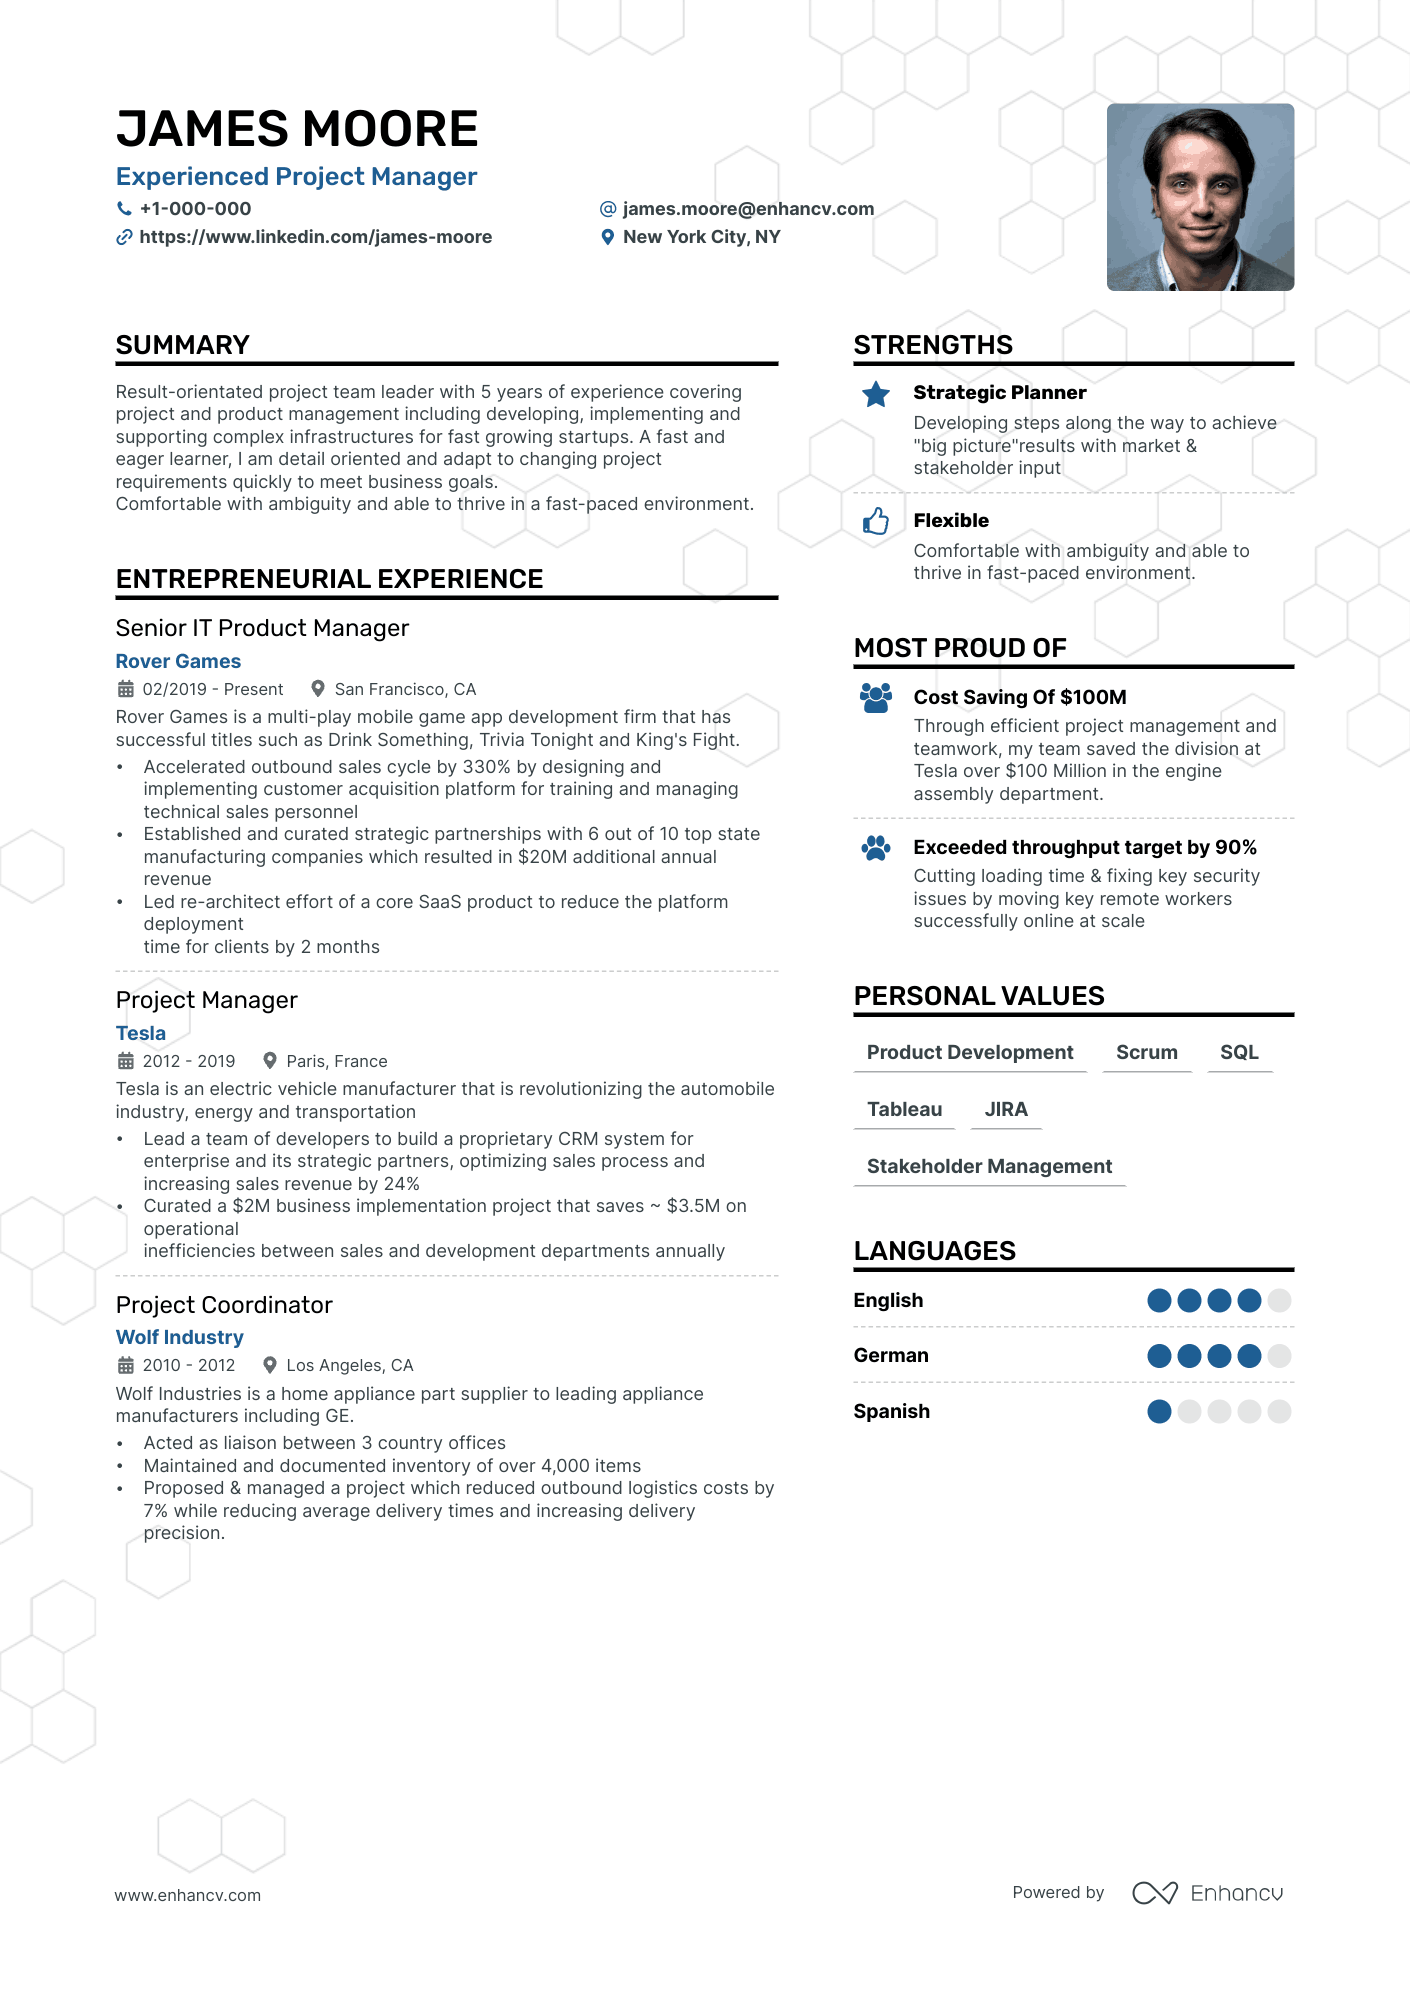 JAMES MOORE
Experienced Project Manager
+1-000-000
james.moore@enhancv.com
https://www.linkedin.com/james-moore
New York City, NY
SUMMARY
Result-orientated project team leader with 5 years of experience covering
project and product management including developing, implementing and
supporting complex infrastructures for fast growing startups. A fast and
eager learner, I am detail oriented and adapt to changing project
requirements quickly to meet business goals.
Comfortable with ambiguity and able to thrive in a fast-paced environment.
ENTREPRENEURIAL EXPERIENCE
Senior IT Product Manager
Rover Games
02/2019 - Present San Francisco, CA
Rover Games is a multi-play mobile game app development firm that has
successful titles such as Drink Something, Trivia Tonight and King's Fight.
• Accelerated outbound sales cycle by 330% by designing and
implementing customer acquisition platform for training and managing
technical sales personnel
• Established and curated strategic partnerships with 6 out of 10 top state
manufacturing companies which resulted in $20M additional annual
revenue
• Led re-architect effort of a core SaaS product to reduce the platform
deployment
time for clients by 2 months
Project Manager
Tesla
2012 - 2019 Paris, France
Tesla is an electric vehicle manufacturer that is revolutionizing the automobile
industry, energy and transportation
• Lead a team of developers to build a proprietary CRM system for
enterprise and its strategic partners, optimizing sales process and
increasing sales revenue by 24%
• Curated a $2M business implementation project that saves ~ $3.5M on
operational
inefficiencies between sales and development departments annually
Project Coordinator
Wolf Industry
2010 - 2012 Los Angeles, CA
Wolf Industries is a home appliance part supplier to leading appliance
manufacturers including GE.
• Acted as liaison between 3 country offices
• Maintained and documented inventory of over 4,000 items
• Proposed & managed a project which reduced outbound logistics costs by
7% while reducing average delivery times and increasing delivery
precision.
STRENGTHS
Strategic Planner
Developing steps along the way to achieve
"big picture"results with market &
stakeholder input
Flexible
Comfortable with ambiguity and able to
thrive in fast-paced environment.
MOST PROUD OF
Cost Saving Of $100M
Through efficient project management and
teamwork, my team saved the division at
Tesla over $100 Million in the engine
assembly department.
Exceeded throughput target by 90%
Cutting loading time & fixing key security
issues by moving key remote workers
successfully online at scale
PERSONAL VALUES
Product Development Scrum SQL
Tableau JIRA
Stakeholder Management
LANGUAGES
English
German
Spanish
www.enhancv.com
Powered by Enhancv